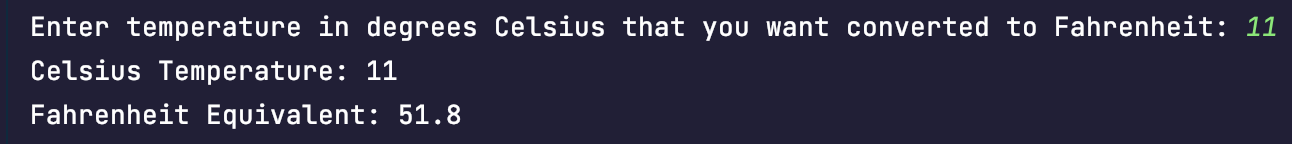 Enter temperature in degrees Celsius that you want converted to Fahrenheit: 11
Celsius Temperature: 11
Fahrenheit Equivalent: 51.8